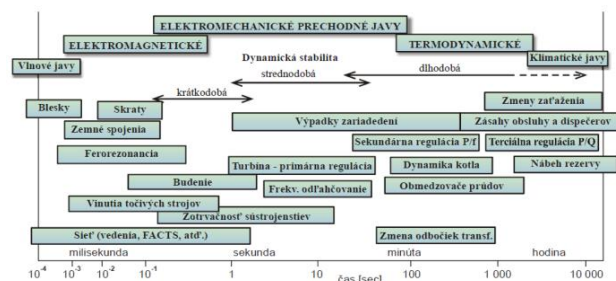 ELEKTROMECHANICKÉ PRECHODNÉ JAVY
ELEKTROMAGNETICKÉ
TERMODYNAMICKÉ
Vlnové javy
Dynamická stabilita
Klimatické javy
strednodobá
dlhodobá
krátkodobá
Blesky
Skraty
Zmeny zaťaženia
Zemné spojenia
Výpadky zariadení
Zásahy obsluhy a dispečerov
Sekundárna regulácia P/f
Terciálna regulácia P/Q
Ferorezonancia
Turbína - primárna regulácia
Dynamika kotla
Nábeh rezervy
Budenie
Frekv. odľahčovanie
Obmedzovače prúdov
Vinutia točivých strojov
Zotrvačnosť sústrojenstiev
Sieť (vedenia, FACTS, atď.)
Zmena odbočiek transf.
milisekunda sekunda minúta hodina
10⁻⁴ 10⁻³ 10⁻² 10⁻¹ 1 10 100 1 000 10 000
čas [sec]